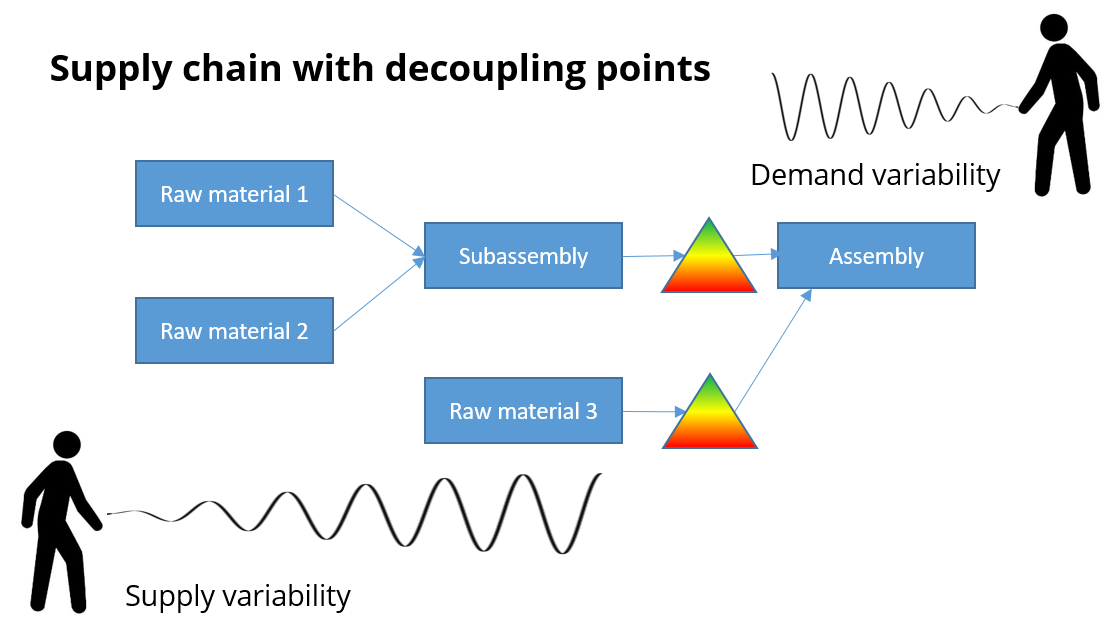 Supply chain with decoupling points
Demand variability
Raw material 1
Subassembly
Assembly
Raw material 2
Raw material 3
Supply variability